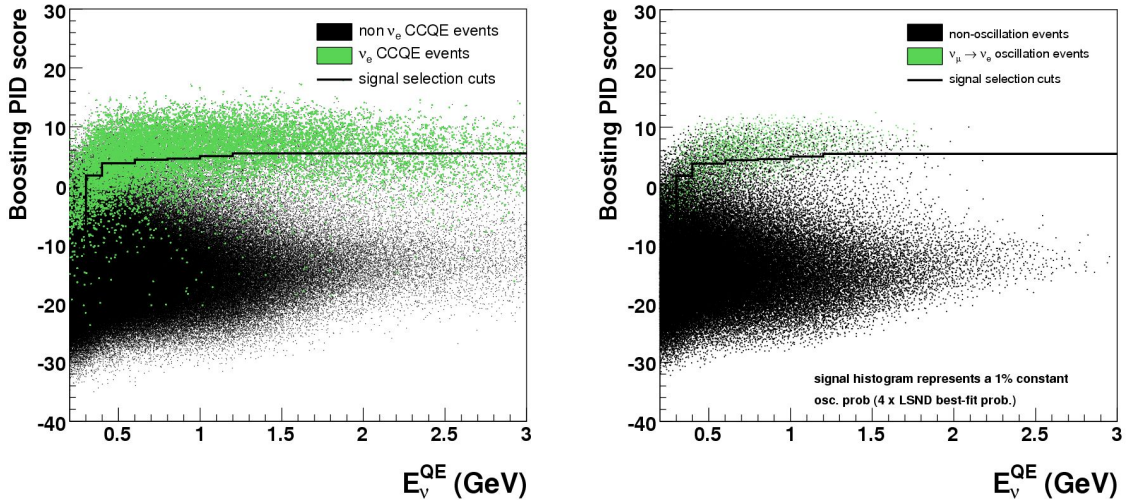 Boosting PID score
30
20
10
0
-10
-20
-30
-40
non ν_e CCQE events
ν_e CCQE events
signal selection cuts
0.5 1 1.5 2 2.5 3
E_ν^QE (GeV)
Boosting PID score
30
20
10
0
-10
-20
-30
-40
non-oscillation events
ν_μ → ν_e oscillation events
signal selection cuts
signal histogram represents a 1% constant
osc. prob (4 x LSND best-fit prob.)
0.5 1 1.5 2 2.5 3
E_ν^QE (GeV)